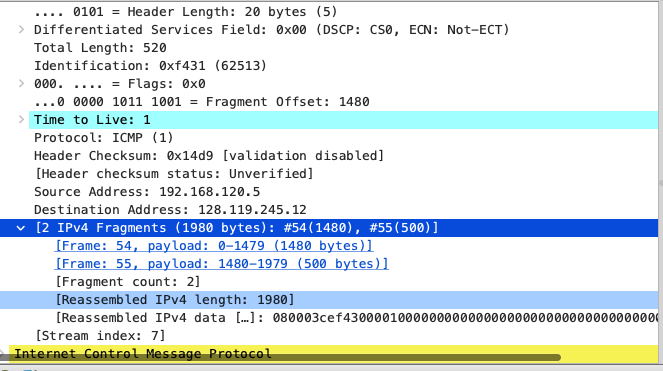 .... 0101 = Header Length: 20 bytes (5)
Differentiated Services Field: 0x00 (DSCP: CS0, ECN: Not-ECT)
Total Length: 520
Identification: 0xf431 (62513)
000. .... = Flags: 0x0
...0 0000 1011 1001 = Fragment Offset: 1480
Time to Live: 1
Protocol: ICMP (1)
Header Checksum: 0x14d9 [validation disabled]
[Header checksum status: Unverified]
Source Address: 192.168.120.5
Destination Address: 128.119.245.12
[2 IPv4 Fragments (1980 bytes): #54(1480), #55(500)]
[Frame: 54, payload: 0-1479 (1480 bytes)]
[Frame: 55, payload: 1480-1979 (500 bytes)]
[Fragment count: 2]
[Reassembled IPv4 length: 1980]
[Reassembled IPv4 data […]: 080003cef4300001000000000000000000000000000000
[Stream index: 7]
Internet Control Message Protocol